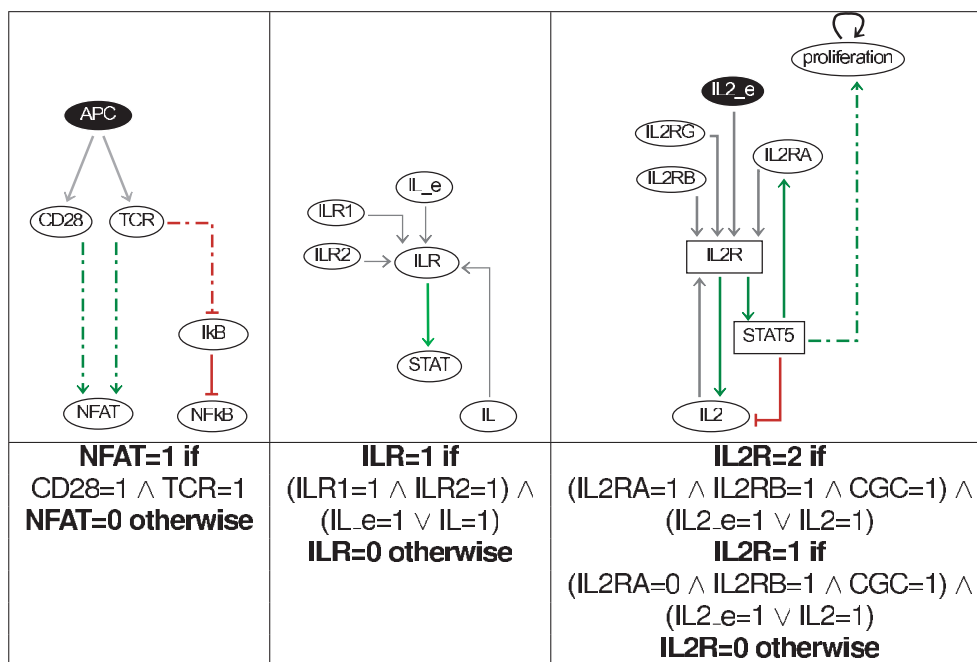 APC
CD28
TCR
IkB
NFAT
NFkB
IL_e
ILR1
ILR2
ILR
STAT
IL
proliferation
IL2_e
IL2RG
IL2RA
IL2RB
IL2R
STAT5
IL2
NFAT=1 if
CD28=1 ∧ TCR=1
NFAT=0 otherwise
ILR=1 if
(ILR1=1 ∧ ILR2=1) ∧
(IL_e=1 ∨ IL=1)
ILR=0 otherwise
IL2R=2 if
(IL2RA=1 ∧ IL2RB=1 ∧ CGC=1) ∧
(IL2_e=1 ∨ IL2=1)
IL2R=1 if
(IL2RA=0 ∧ IL2RB=1 ∧ CGC=1) ∧
(IL2_e=1 ∨ IL2=1)
IL2R=0 otherwise